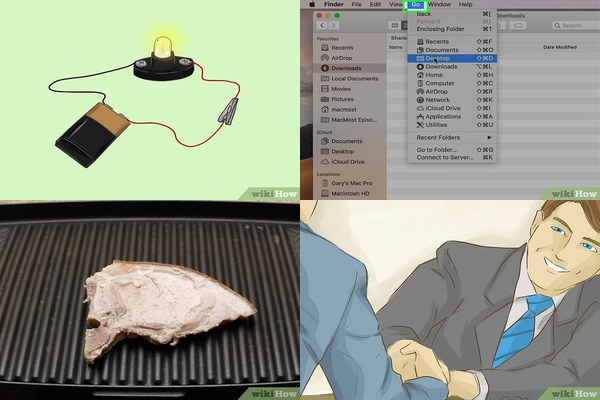 Finder File Edit View Go Window Help
Back ⌘[
Forward ⌘]
Enclosing Folder ⌘↑
Recents ⇧⌘F
Documents ⇧⌘O
Desktop ⇧⌘D
Downloads ⌥⌘L
Home ⇧⌘H
Computer ⇧⌘C
AirDrop ⇧⌘R
Network ⇧⌘K
iCloud Drive ⇧⌘I
Applications ⇧⌘A
Utilities ⇧⌘U
Recent Folders
Go to Folder... ⇧⌘G
Connect to Server... ⌘K
Downloads
Search
Name
Date Modified
Favorites
Recents
AirDrop
Downloads
Local Documents
Movies
Pictures
macmost
MacMost Episo...
iCloud
Documents
Desktop
iCloud Drive
Locations
Gary's Mac Pro
Macintosh HD
wikiHow
wikiHow
wikiHow
wikiHow